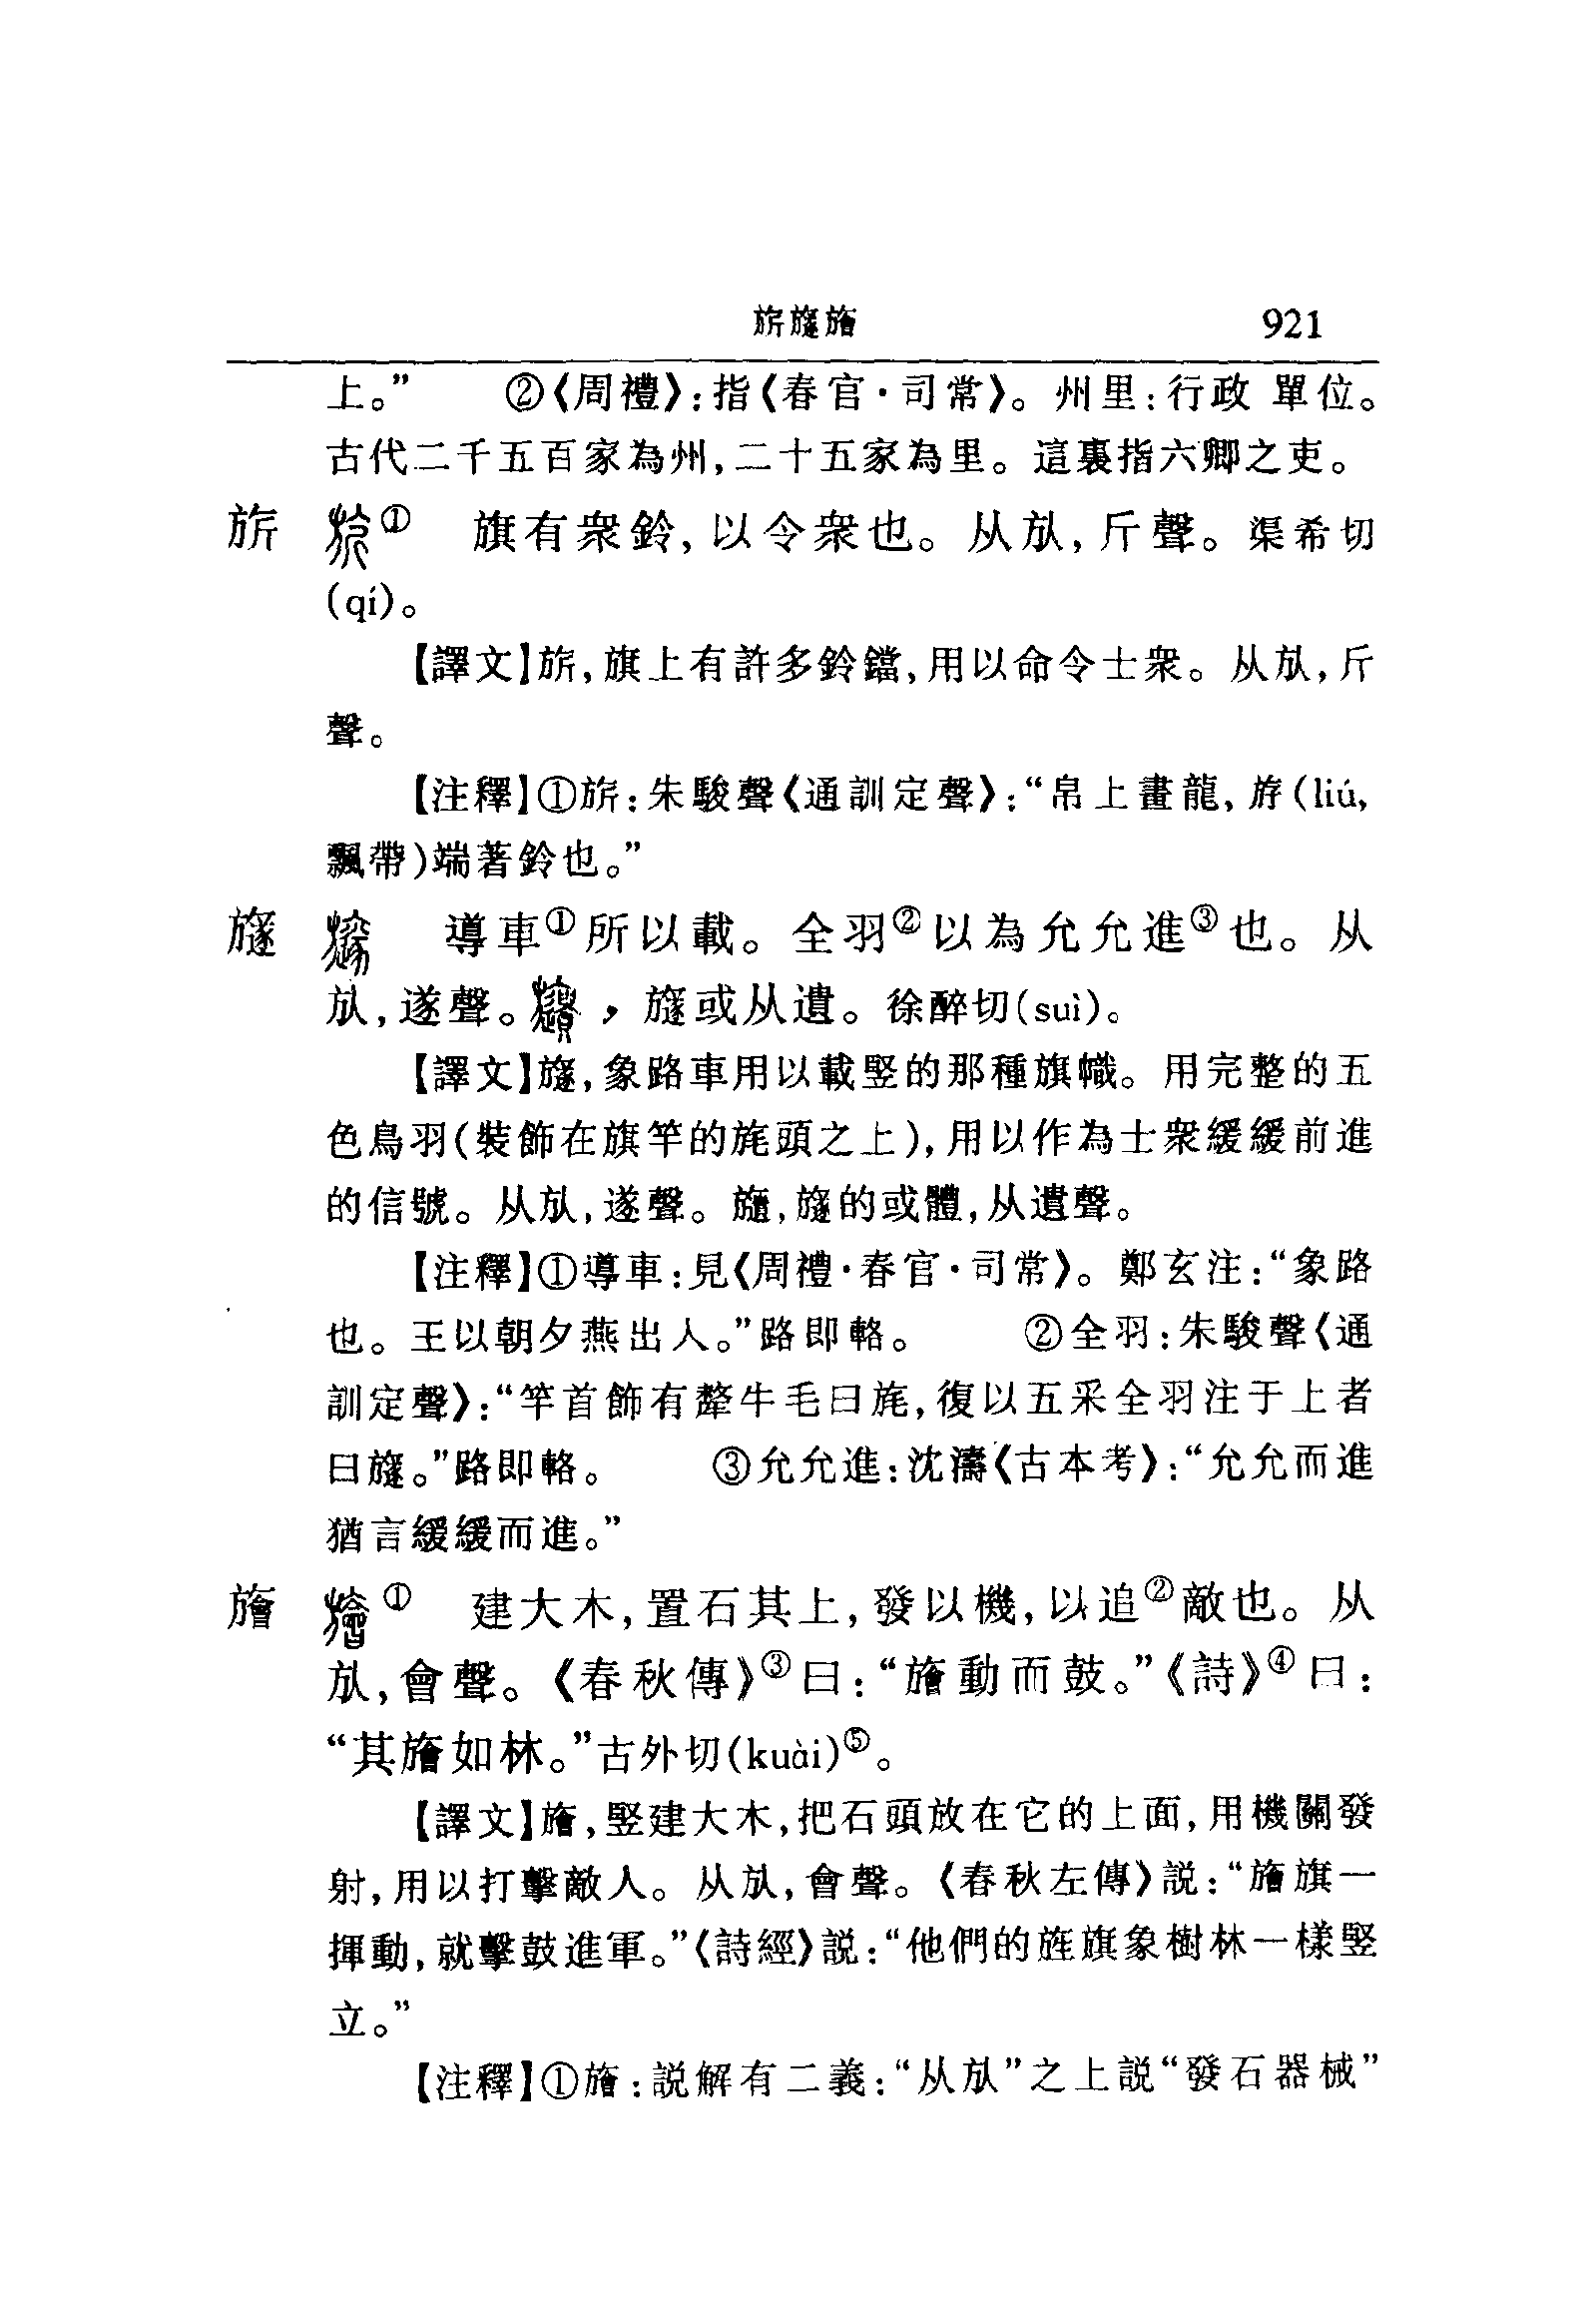 旂旞旝 921
上。” ②〈周禮〉:指〈春官·司常〉。州里:行政 單位。
古代二千五百家為州,二十五家為里。這裏指六卿之吏。
旂 ① 旗有衆鈴,以令衆也。从㫃,斤聲。渠希切
(qí)。
【譯文】旂,旗上有許多鈴鐺,用以命令士衆。从㫃,斤
聲。
【注釋】①旂:朱駿聲〈通訓定聲〉:“帛上畫龍,斿(liú,
飄帶)端著鈴也。”
旞 導車①所以載。全羽②以為允允進③也。从
㫃,遂聲。,旞或从遺。徐醉切(suì)。
【譯文】旞,象路車用以載竪的那種旗幟。用完整的五
色鳥羽(裝飾在旗竿的旄頭之上),用以作為士衆緩緩前進
的信號。从㫃,遂聲。䍁,旞的或體,从遺聲。
【注釋】①導車:見〈周禮·春官·司常〉。鄭玄注:“象路
也。王以朝夕燕出人。”路即輅。 ②全羽:朱駿聲〈通
訓定聲〉:“竿首飾有犛牛毛曰旄,復以五采全羽注于上者
曰旞。”路即輅。 ③允允進:沈濤〈古本考〉:“允允而進
猶言緩緩而進。”
旝 ① 建大木,置石其上,發以機,以追②敵也。从
㫃,會聲。《春秋傳》③曰:“旝動而鼓。”《詩》④曰:
“其旝如林。”古外切(kuài)⑤。
【譯文】旝,竪建大木,把石頭放在它的上面,用機關發
射,用以打擊敵人。从㫃,會聲。〈春秋左傳〉説:“旝旗一
揮動,就擊鼓進軍。”〈詩經〉説:“他們的旌旗象樹林一樣竪
立。”
【注釋】①旝:説解有二義:“从㫃”之上説“發石器械”